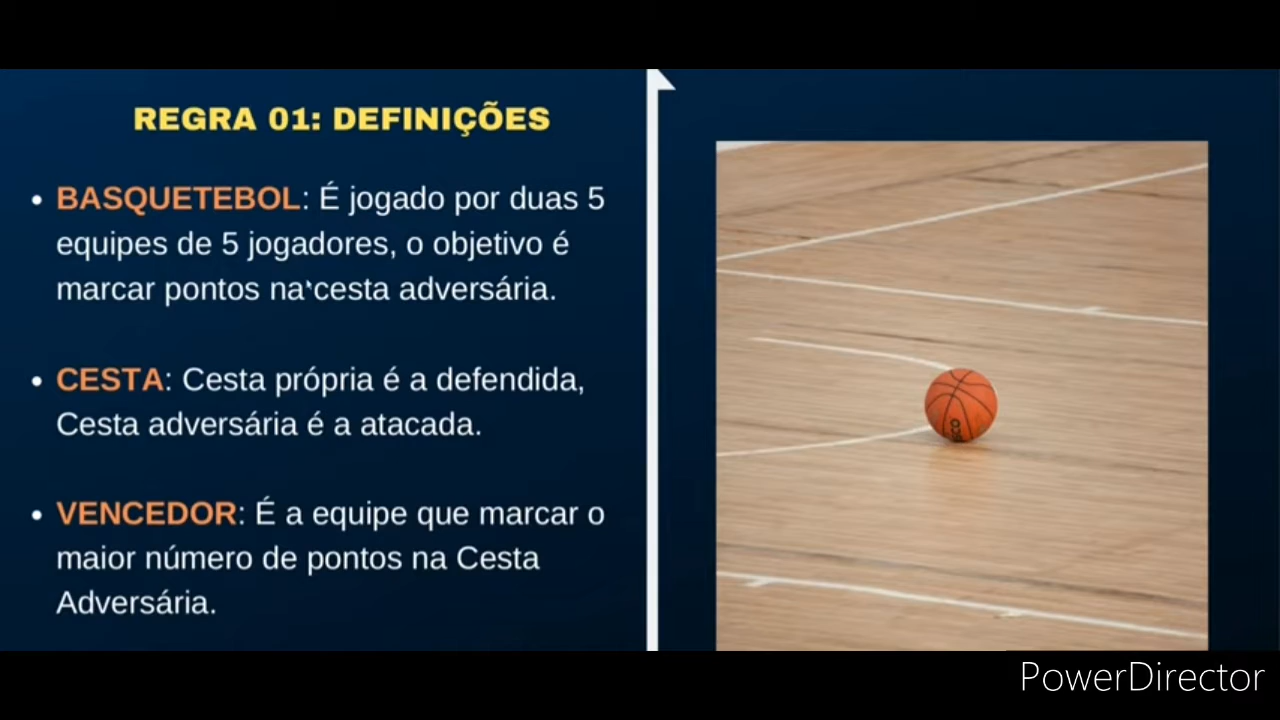 REGRA 01: DEFINIÇÕES
• BASQUETEBOL: É jogado por duas 5
equipes de 5 jogadores, o objetivo é
marcar pontos na cesta adversária.
• CESTA: Cesta própria é a defendida,
Cesta adversária é a atacada.
• VENCEDOR: É a equipe que marcar o
maior número de pontos na Cesta
Adversária.
PowerDirector